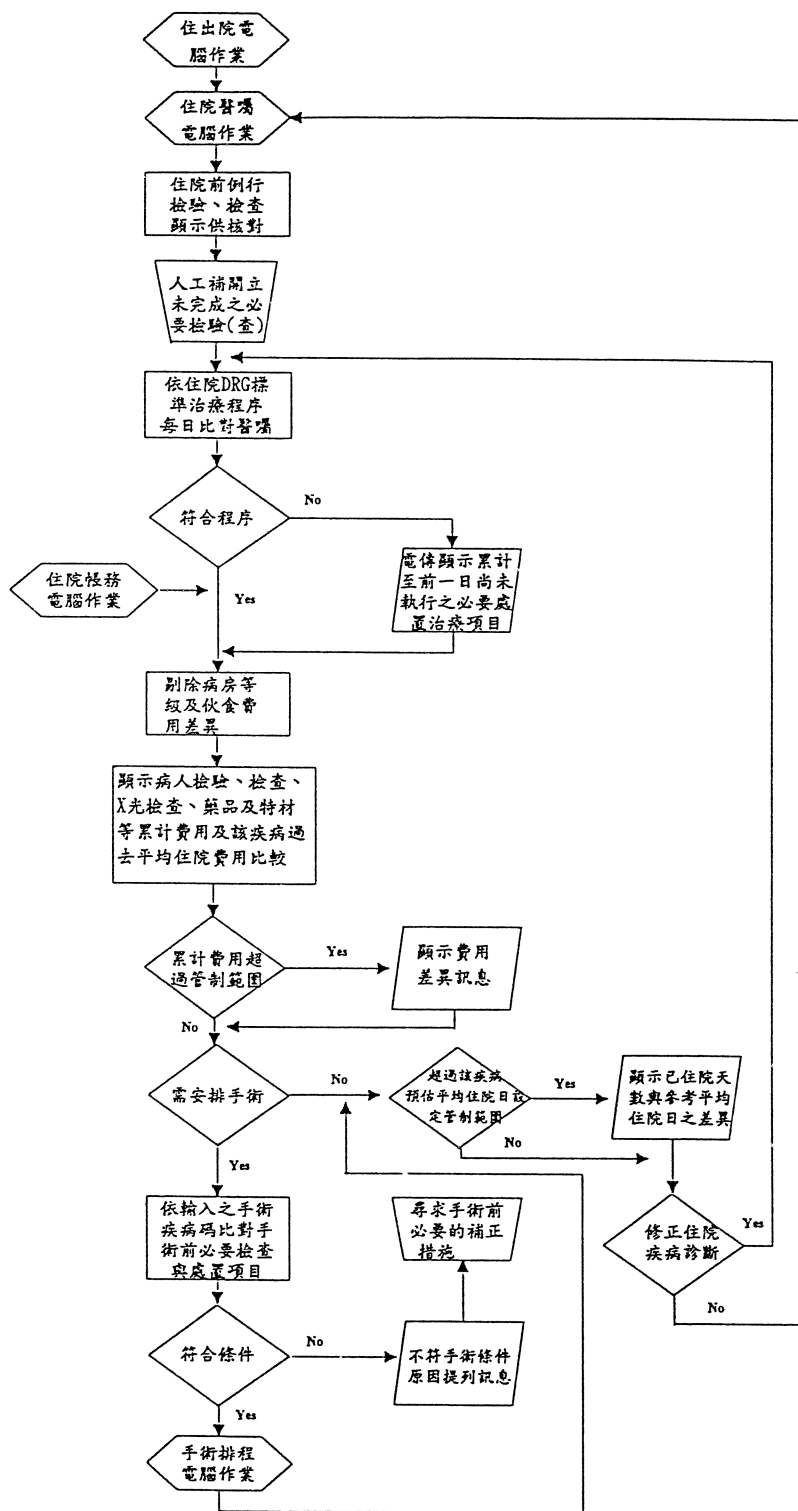 住出院電
腦作業
住院醫囑
電腦作業
住院前例行
檢驗、檢查
顯示供核對
人工補開立
未完成之必
要檢驗(查)
依住院DRG標
準治療程序
每日比對醫囑
符合程序
No
Yes
電傳顯示累計
至前一日尚未
執行之必要處
置治療項目
住院帳務
電腦作業
剔除病房等
級及伙食費
用差異
顯示病人檢驗、檢查、
X光檢查、藥品及特材
等累計費用及該疾病過
去平均住院費用比較
累計費用超
過管制範圍
Yes
No
顯示費用
差異訊息
需安排手術
No
Yes
超過該疾病
預估平均住院日設
定管制範圍
Yes
No
顯示已住院天
數與參考平均
住院日之差異
修正住院
疾病診斷
Yes
No
依輸入之手術
疾病碼比對手
術前必要檢查
與處置項目
尋求手術前
必要的補正
措施
符合條件
No
Yes
不符手術條件
原因提列訊息
手術排程
電腦作業